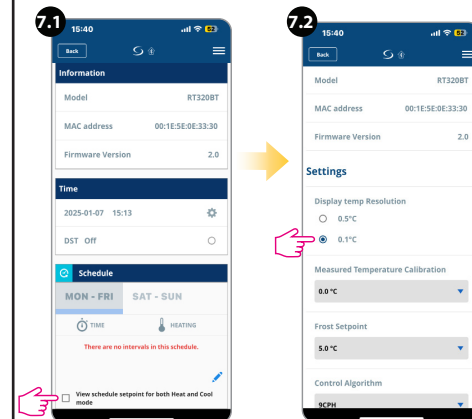 7.1
15:40
52
Back
Information
Model RT320BT
MAC address 00:1E:5E:0E:33:30
Firmware Version 2.0
Time
2025-01-07 15:13
DST Off
Schedule
MON - FRI SAT - SUN
TIME HEATING
There are no intervals in this schedule.
View schedule setpoint for both Heat and Cool
mode
7.2
15:40
52
Back
Model RT320BT
MAC address 00:1E:5E:0E:33:30
Firmware Version 2.0
Settings
Display temp Resolution
0.5°C
0.1°C
Measured Temperature Calibration
0.0 °C
Frost Setpoint
5.0 °C
Control Algorithm
9CPH